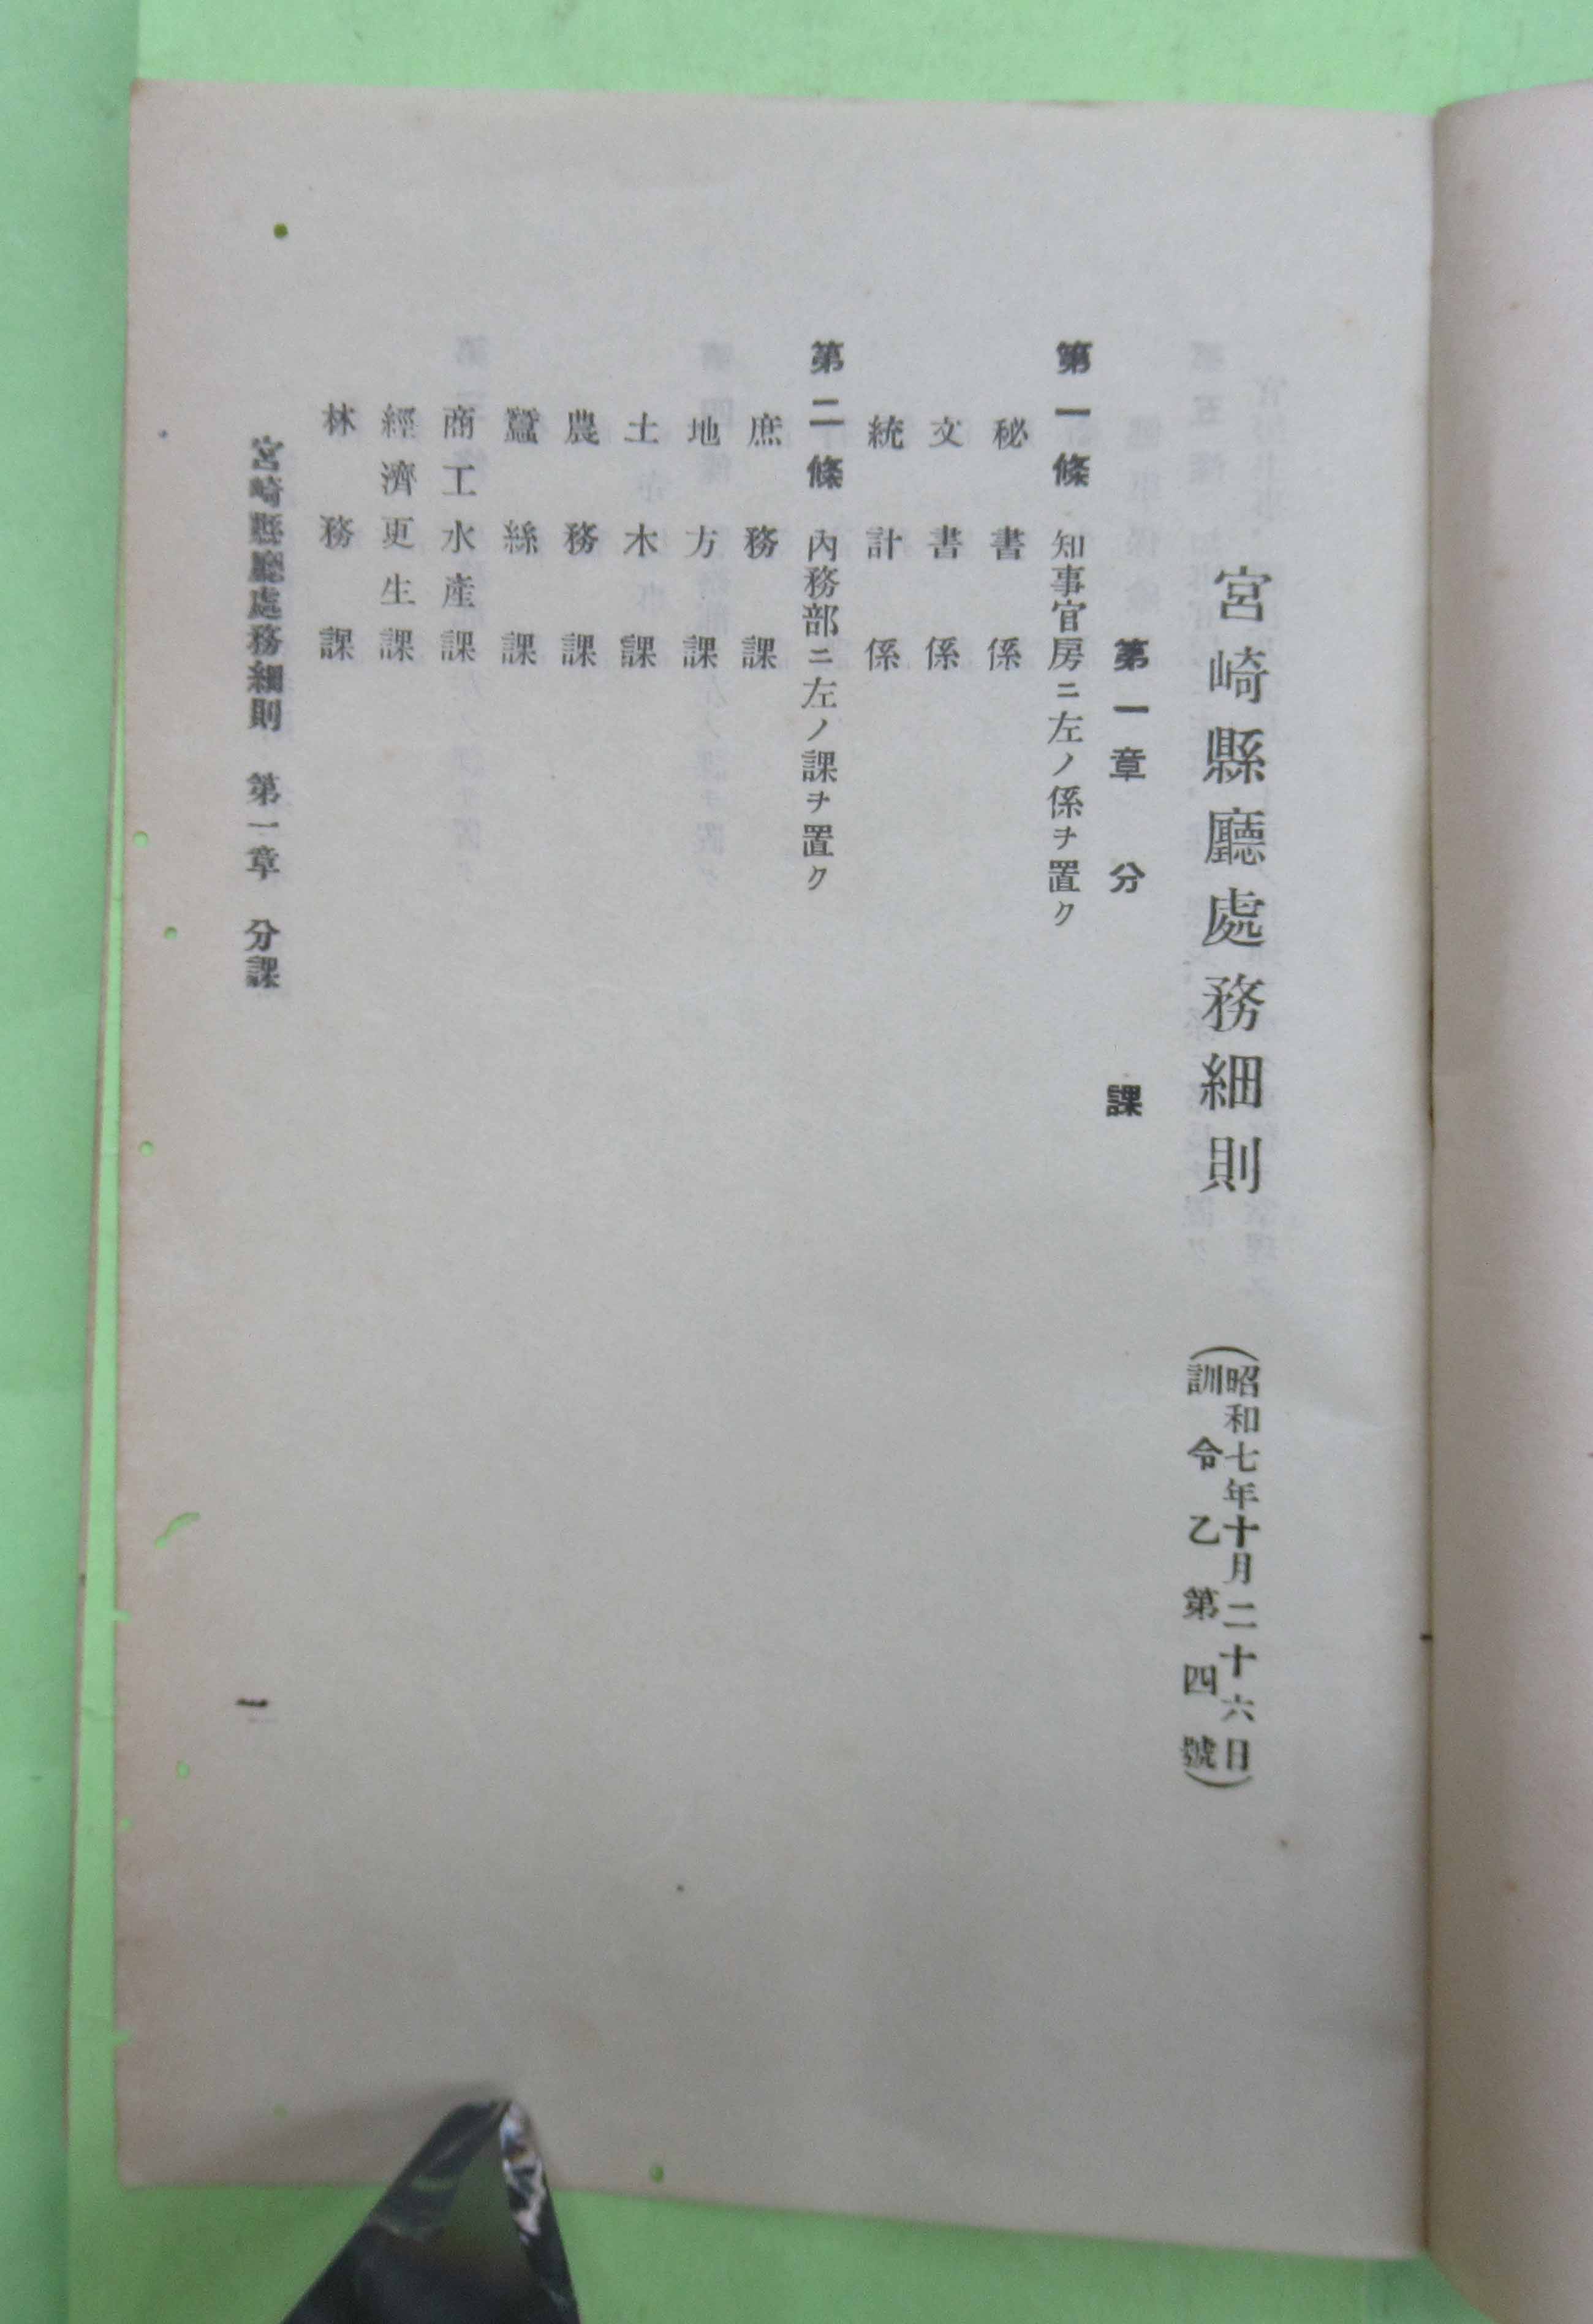 宮崎縣廳處務細則
(昭和七年十月二十六日
訓令乙第四號)
第一章 分課
第一條 知事官房ニ左ノ係ヲ置ク
秘書係
文書係
統計係
第二條 內務部ニ左ノ課ヲ置ク
庶務課
地方課
土木課
農務課
蠶絲課
商工水產課
經濟更生課
林務課
宮崎縣廳處務細則 第一章 分課
一